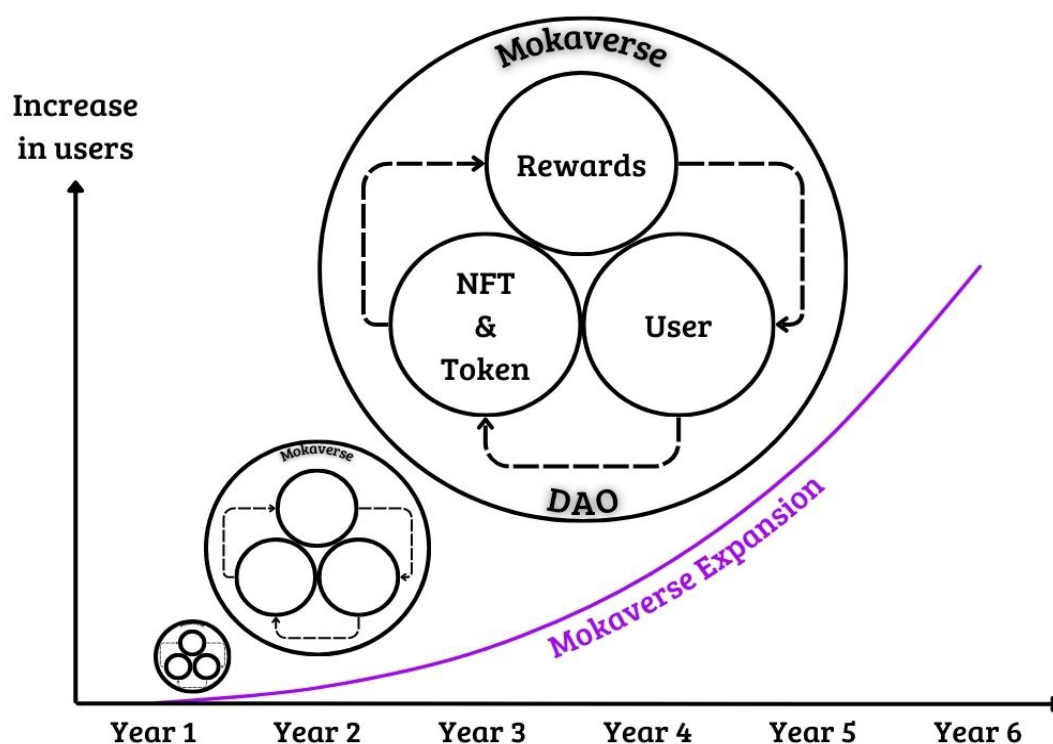 Mokaverse
Increase
in users
Rewards
NFT
&
Token
User
DAO
Mokaverse
Mokaverse Expansion
Year 1
Year 2
Year 3
Year 4
Year 5
Year 6